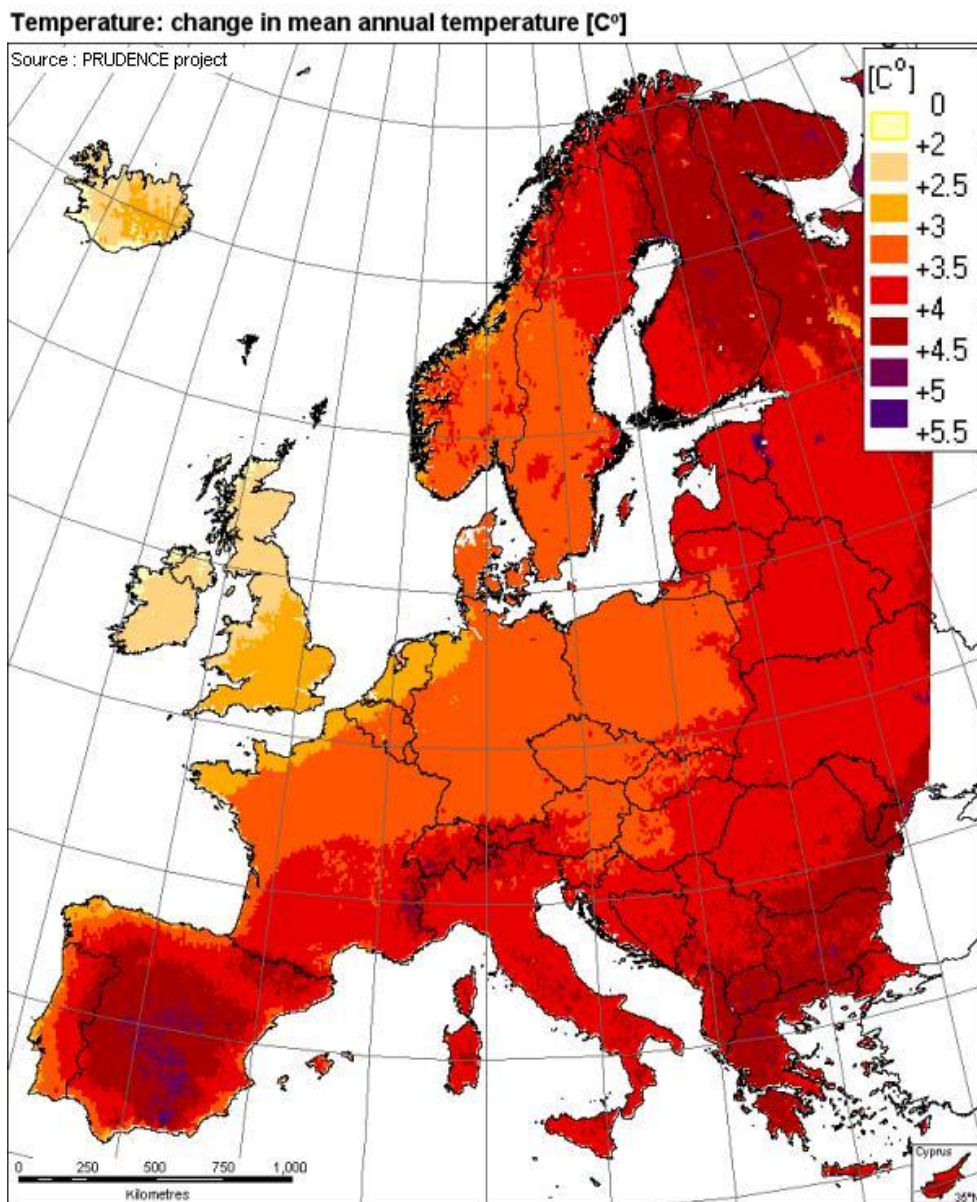 Temperature: change in mean annual temperature [Cº]
Source : PRUDENCE project
[C°]
0
+2
+2.5
+3
+3.5
+4
+4.5
+5
+5.5
0 250 500 750 1,000
Kilometres
Cyprus